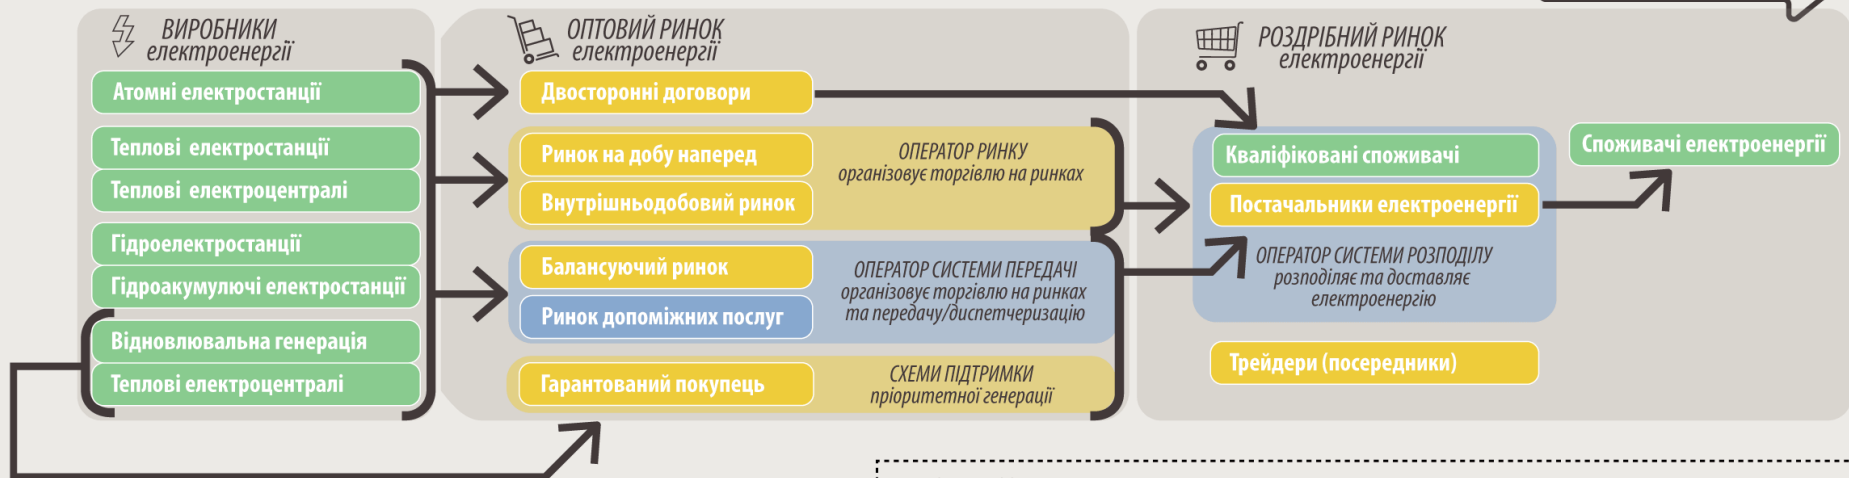 ВИРОБНИКИ
електроенергії
Атомні електростанції
Теплові електростанції
Теплові електроцентралі
Гідроелектростанції
Гідроакумулючі електростанції
Відновлювальна генерація
Теплові електроцентралі
ОПТОВИЙ РИНОК
електроенергії
Двосторонні договори
Ринок на добу наперед
Внутрішньодобовий ринок
ОПЕРАТОР РИНКУ
організовує торгівлю на ринках
Балансуючий ринок
Ринок допоміжних послуг
ОПЕРАТОР СИСТЕМИ ПЕРЕДАЧІ
організовує торгівлю на ринках
та передачу/диспетчеризацію
Гарантований покупець
СХЕМИ ПІДТРИМКИ
пріоритетної генерації
РОЗДРІБНИЙ РИНОК
електроенергії
Кваліфіковані споживачі
Постачальники електроенергії
ОПЕРАТОР СИСТЕМИ РОЗПОДІЛУ
розподіляє та доставляє
електроенергію
Трейдери (посередники)
Споживачі електроенергії